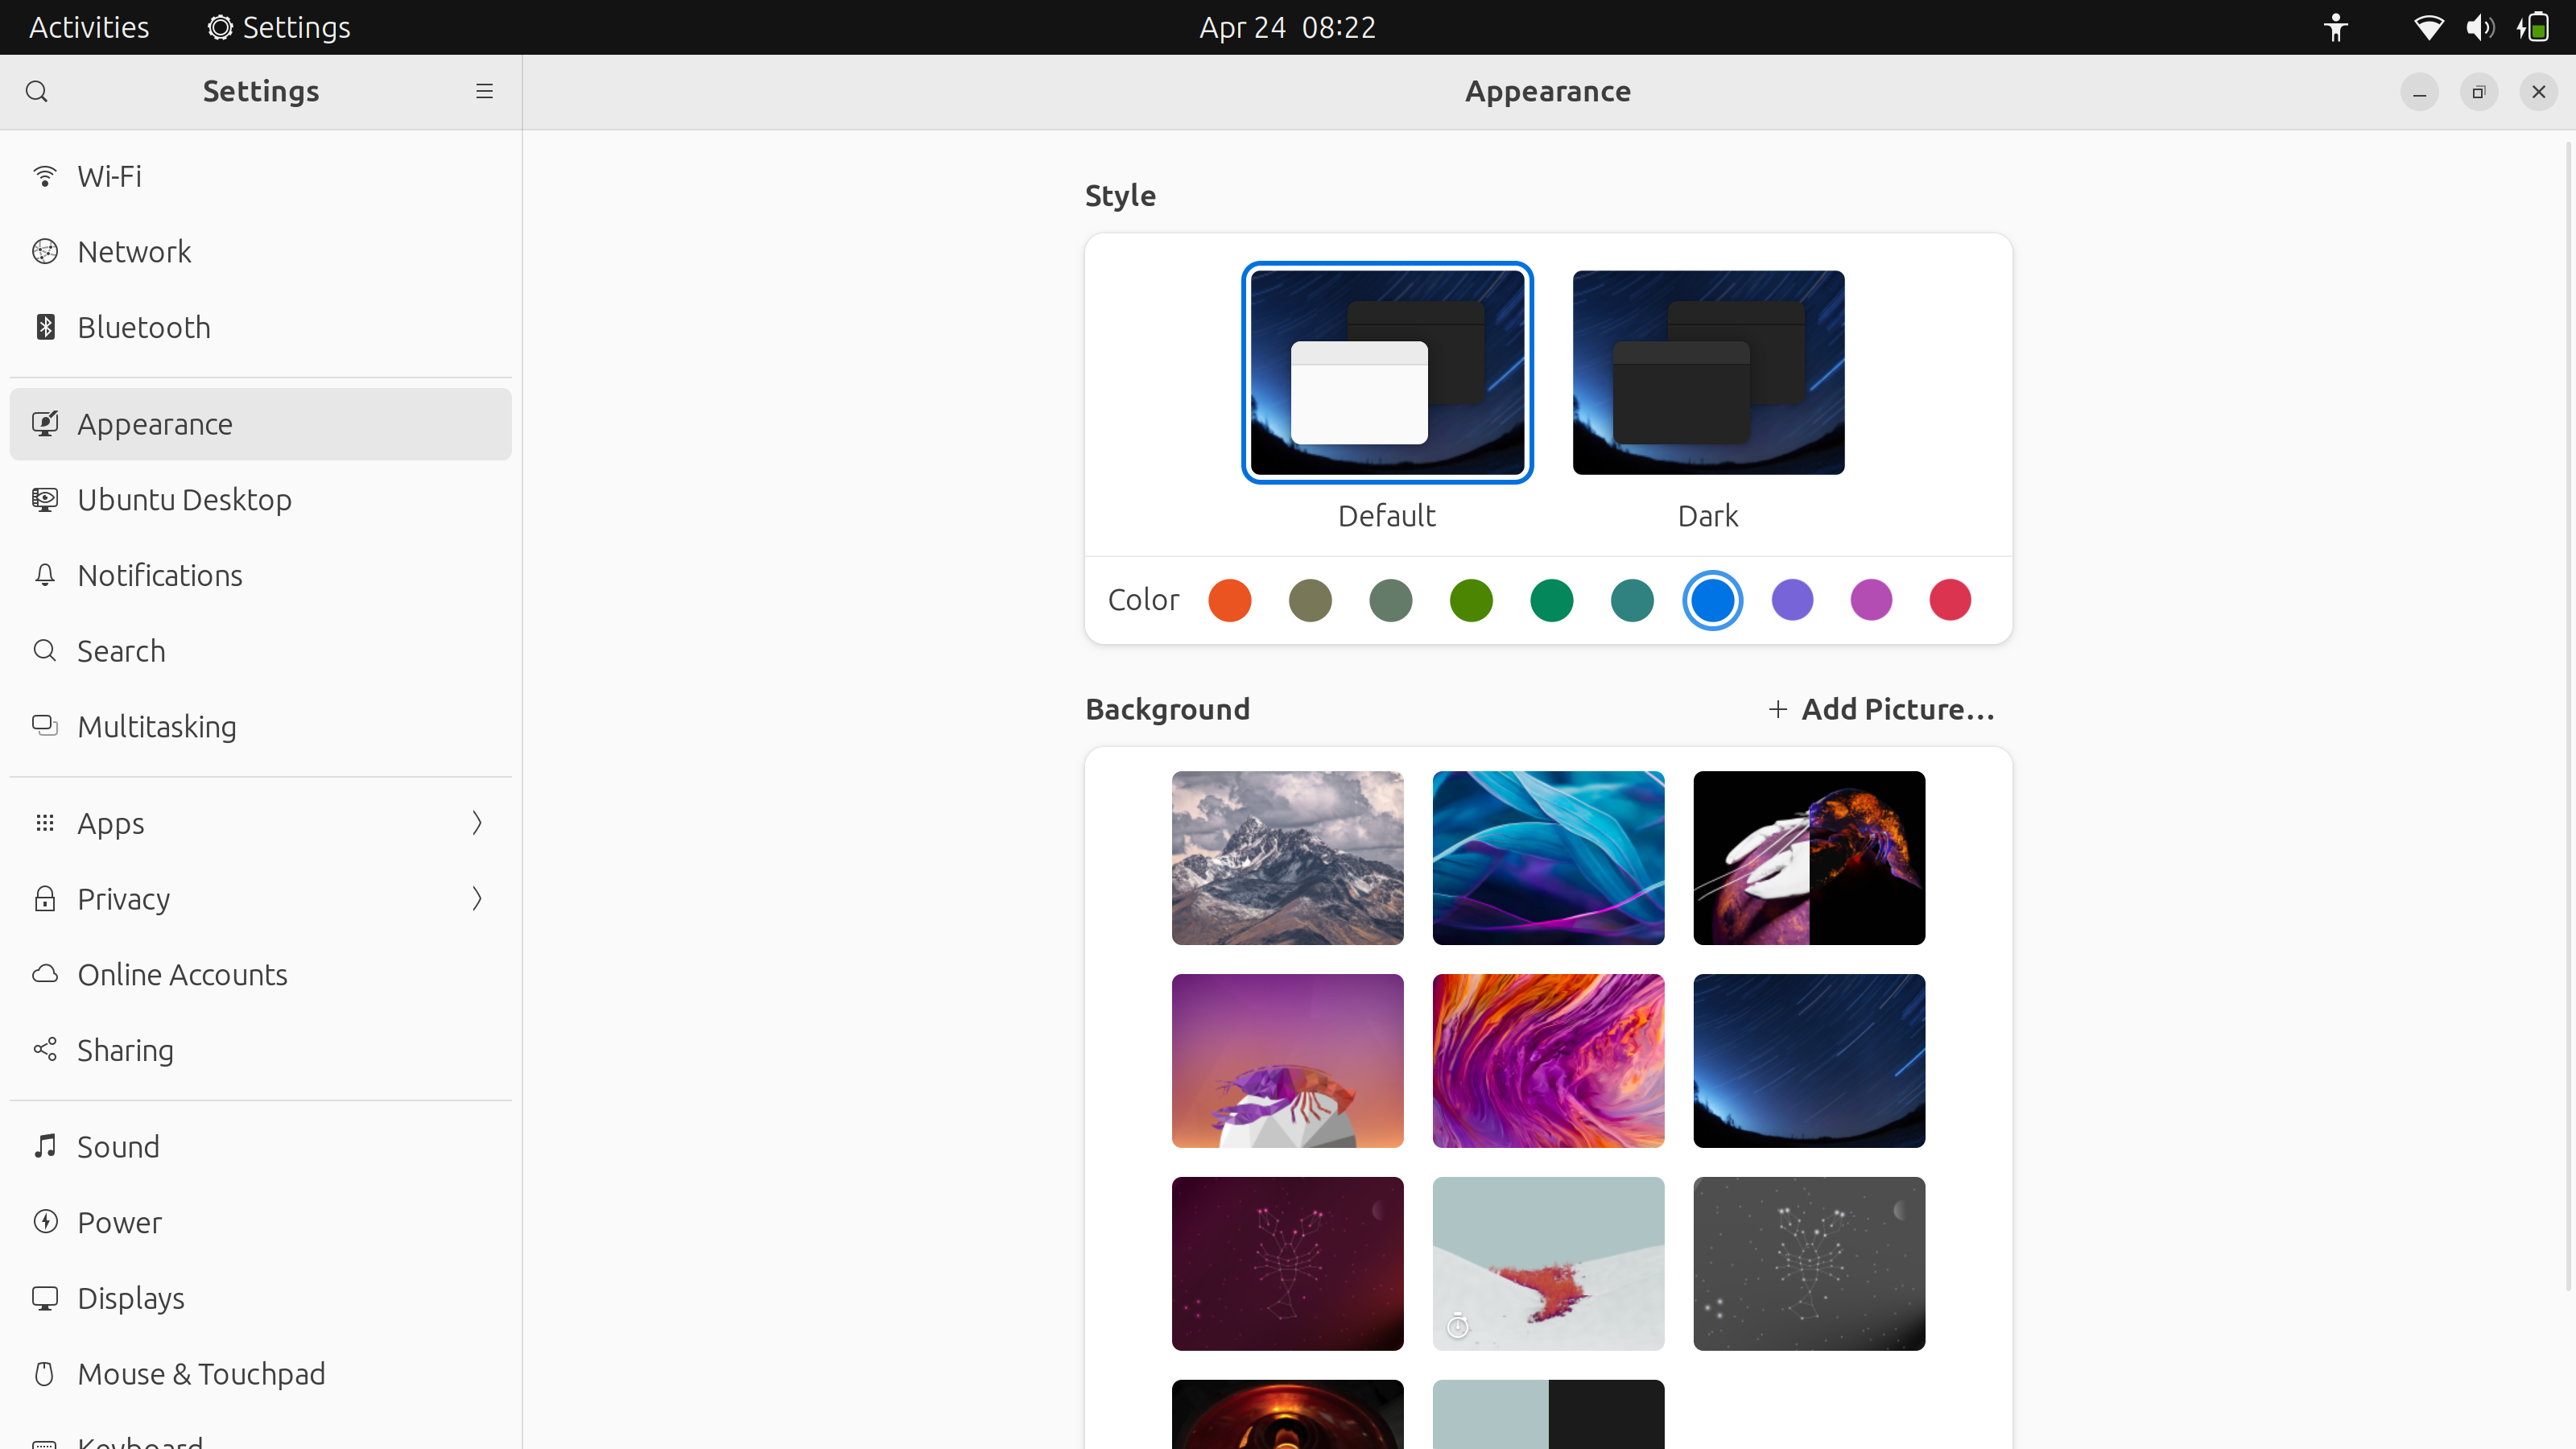 Activities Settings Apr 24 08:22
Settings Appearance
Wi-Fi
Network
Bluetooth
Appearance
Ubuntu Desktop
Notifications
Search
Multitasking
Apps
Privacy
Online Accounts
Sharing
Sound
Power
Displays
Mouse & Touchpad
Keyboard
Style
Default Dark
Color
Background + Add Picture...